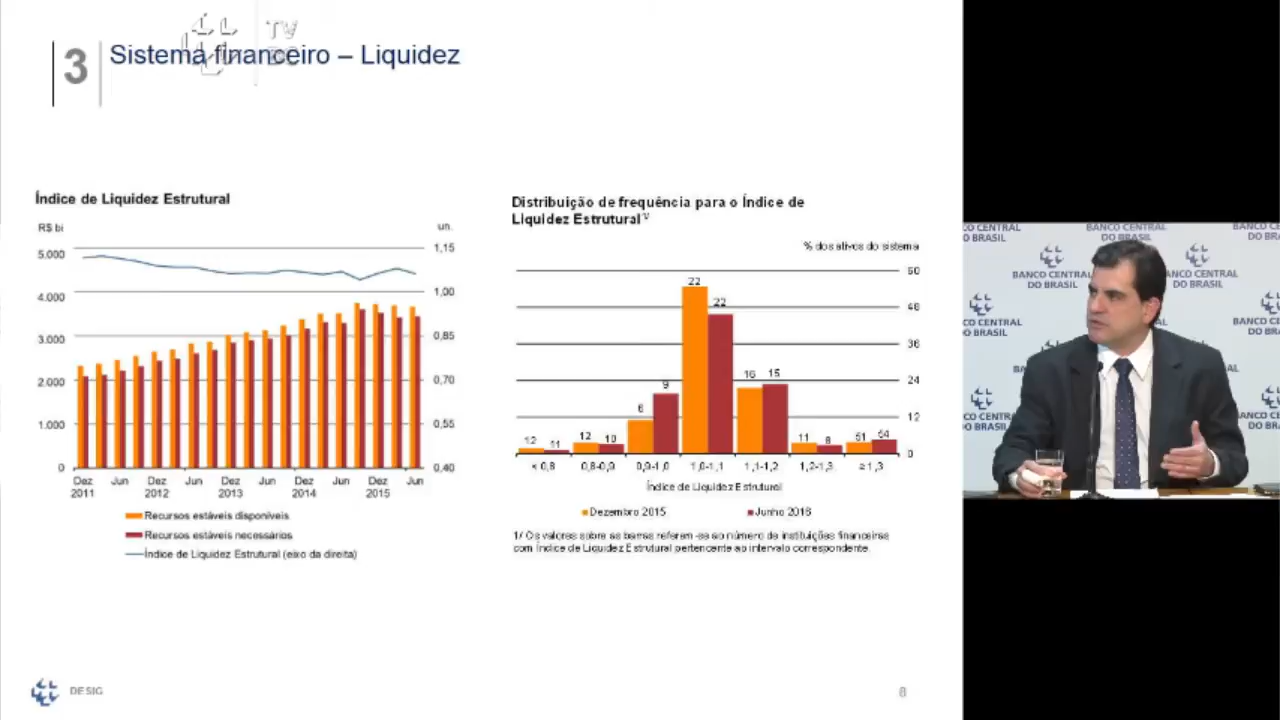 TV
BC
3
Sistema financeiro – Liquidez
Índice de Liquidez Estrutural
R$ bi
un.
5.000
4.000
3.000
2.000
1.000
0
1,15
1,00
0,85
0,70
0,55
0,40
Dez Jun Dez Jun Dez Jun Dez Jun Dez Jun
2011 2012 2013 2014 2015
Recursos estáveis disponíveis
Recursos estáveis necessários
Índice de Liquidez Estrutural (eixo da direita)
Distribuição de frequência para o Índice de
Liquidez Estrutural 1/
% dos ativos do sistema
60
48
36
24
12
0
12 11 12 10 6 9 22 22 16 15 11 8 51 54
< 0,8 0,8-0,9 0,9-1,0 1,0-1,1 1,1-1,2 1,2-1,3 ≥ 1,3
Índice de Liquidez Estrutural
Dezembro 2015 Junho 2016
1/ Os valores sobre as barras referem-se ao número de instituições financeiras
com Índice de Liquidez Estrutural pertencente ao intervalo correspondente.
DESIG
BANCO CENTRAL
DO BRASIL
BANCO CENTRAL
DO BRASIL